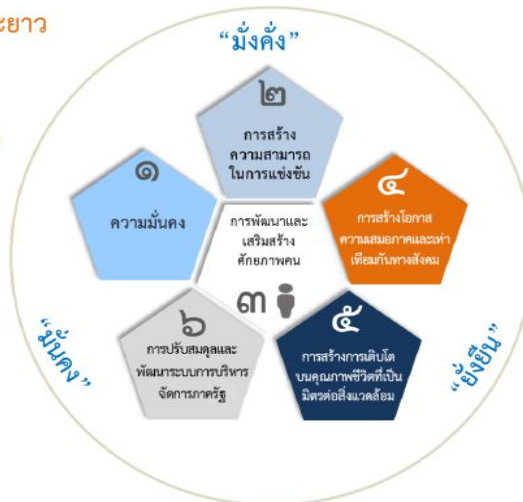 ะยาว
“มั่งคั่ง”
๒
การสร้าง
ความสามารถ
ในการแข่งขัน
๑
ความมั่นคง
การพัฒนาและ
เสริมสร้าง
ศักยภาพคน
๓
๔
การสร้างโอกาส
ความเสมอภาคและเท่า
เทียมกันทางสังคม
๖
การปรับสมดุลและ
พัฒนาระบบการบริหาร
จัดการภาครัฐ
๕
การสร้างการเติบโต
บนคุณภาพชีวิตที่เป็น
มิตรต่อสิ่งแวดล้อม
“มั่นคง”
“ยั่งยืน”